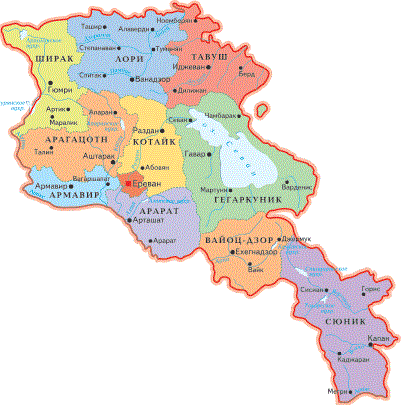 Ноемберян
Ташир
Алаверди
Степанаван
Туманян
ШИРАК
ЛОРИ
ТАВУШ
Иджеван
Спитак
Ванадзор
Берд
Гюмри
Дилижан
Артик
Апаран
Маралик
Севан
Чамбарак
Раздан
АРАГАЦОТН
КОТАЙК
Талин
Гавар
Аштарак
Абовян
Вагаршапат
Ереван
Армавир
Мартуни
Варденис
АРМАВИР
ГЕГАРКУНИК
АРАРАТ
Арташат
Арарат
ВАЙОЦ-ДЗОР
Джермук
Ехегнадзор
Вайк
Сисиан
Горис
СЮНИК
Капан
Каджаран
Мегри